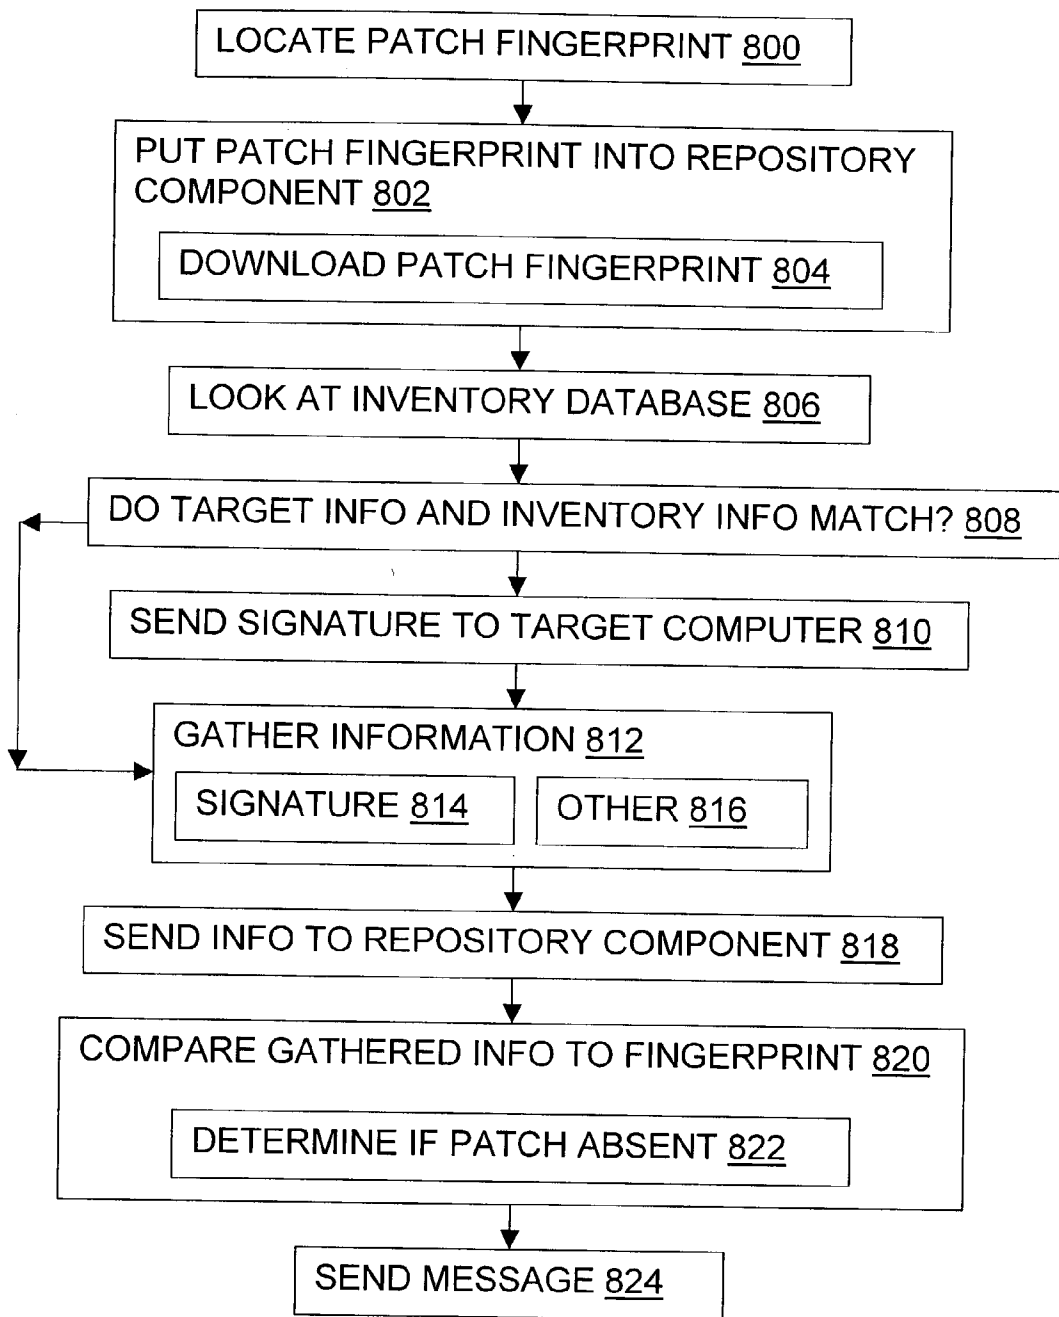 LOCATE PATCH FINGERPRINT 800
PUT PATCH FINGERPRINT INTO REPOSITORY
COMPONENT 802
DOWNLOAD PATCH FINGERPRINT 804
LOOK AT INVENTORY DATABASE 806
DO TARGET INFO AND INVENTORY INFO MATCH? 808
SEND SIGNATURE TO TARGET COMPUTER 810
GATHER INFORMATION 812
SIGNATURE 814
OTHER 816
SEND INFO TO REPOSITORY COMPONENT 818
COMPARE GATHERED INFO TO FINGERPRINT 820
DETERMINE IF PATCH ABSENT 822
SEND MESSAGE 824